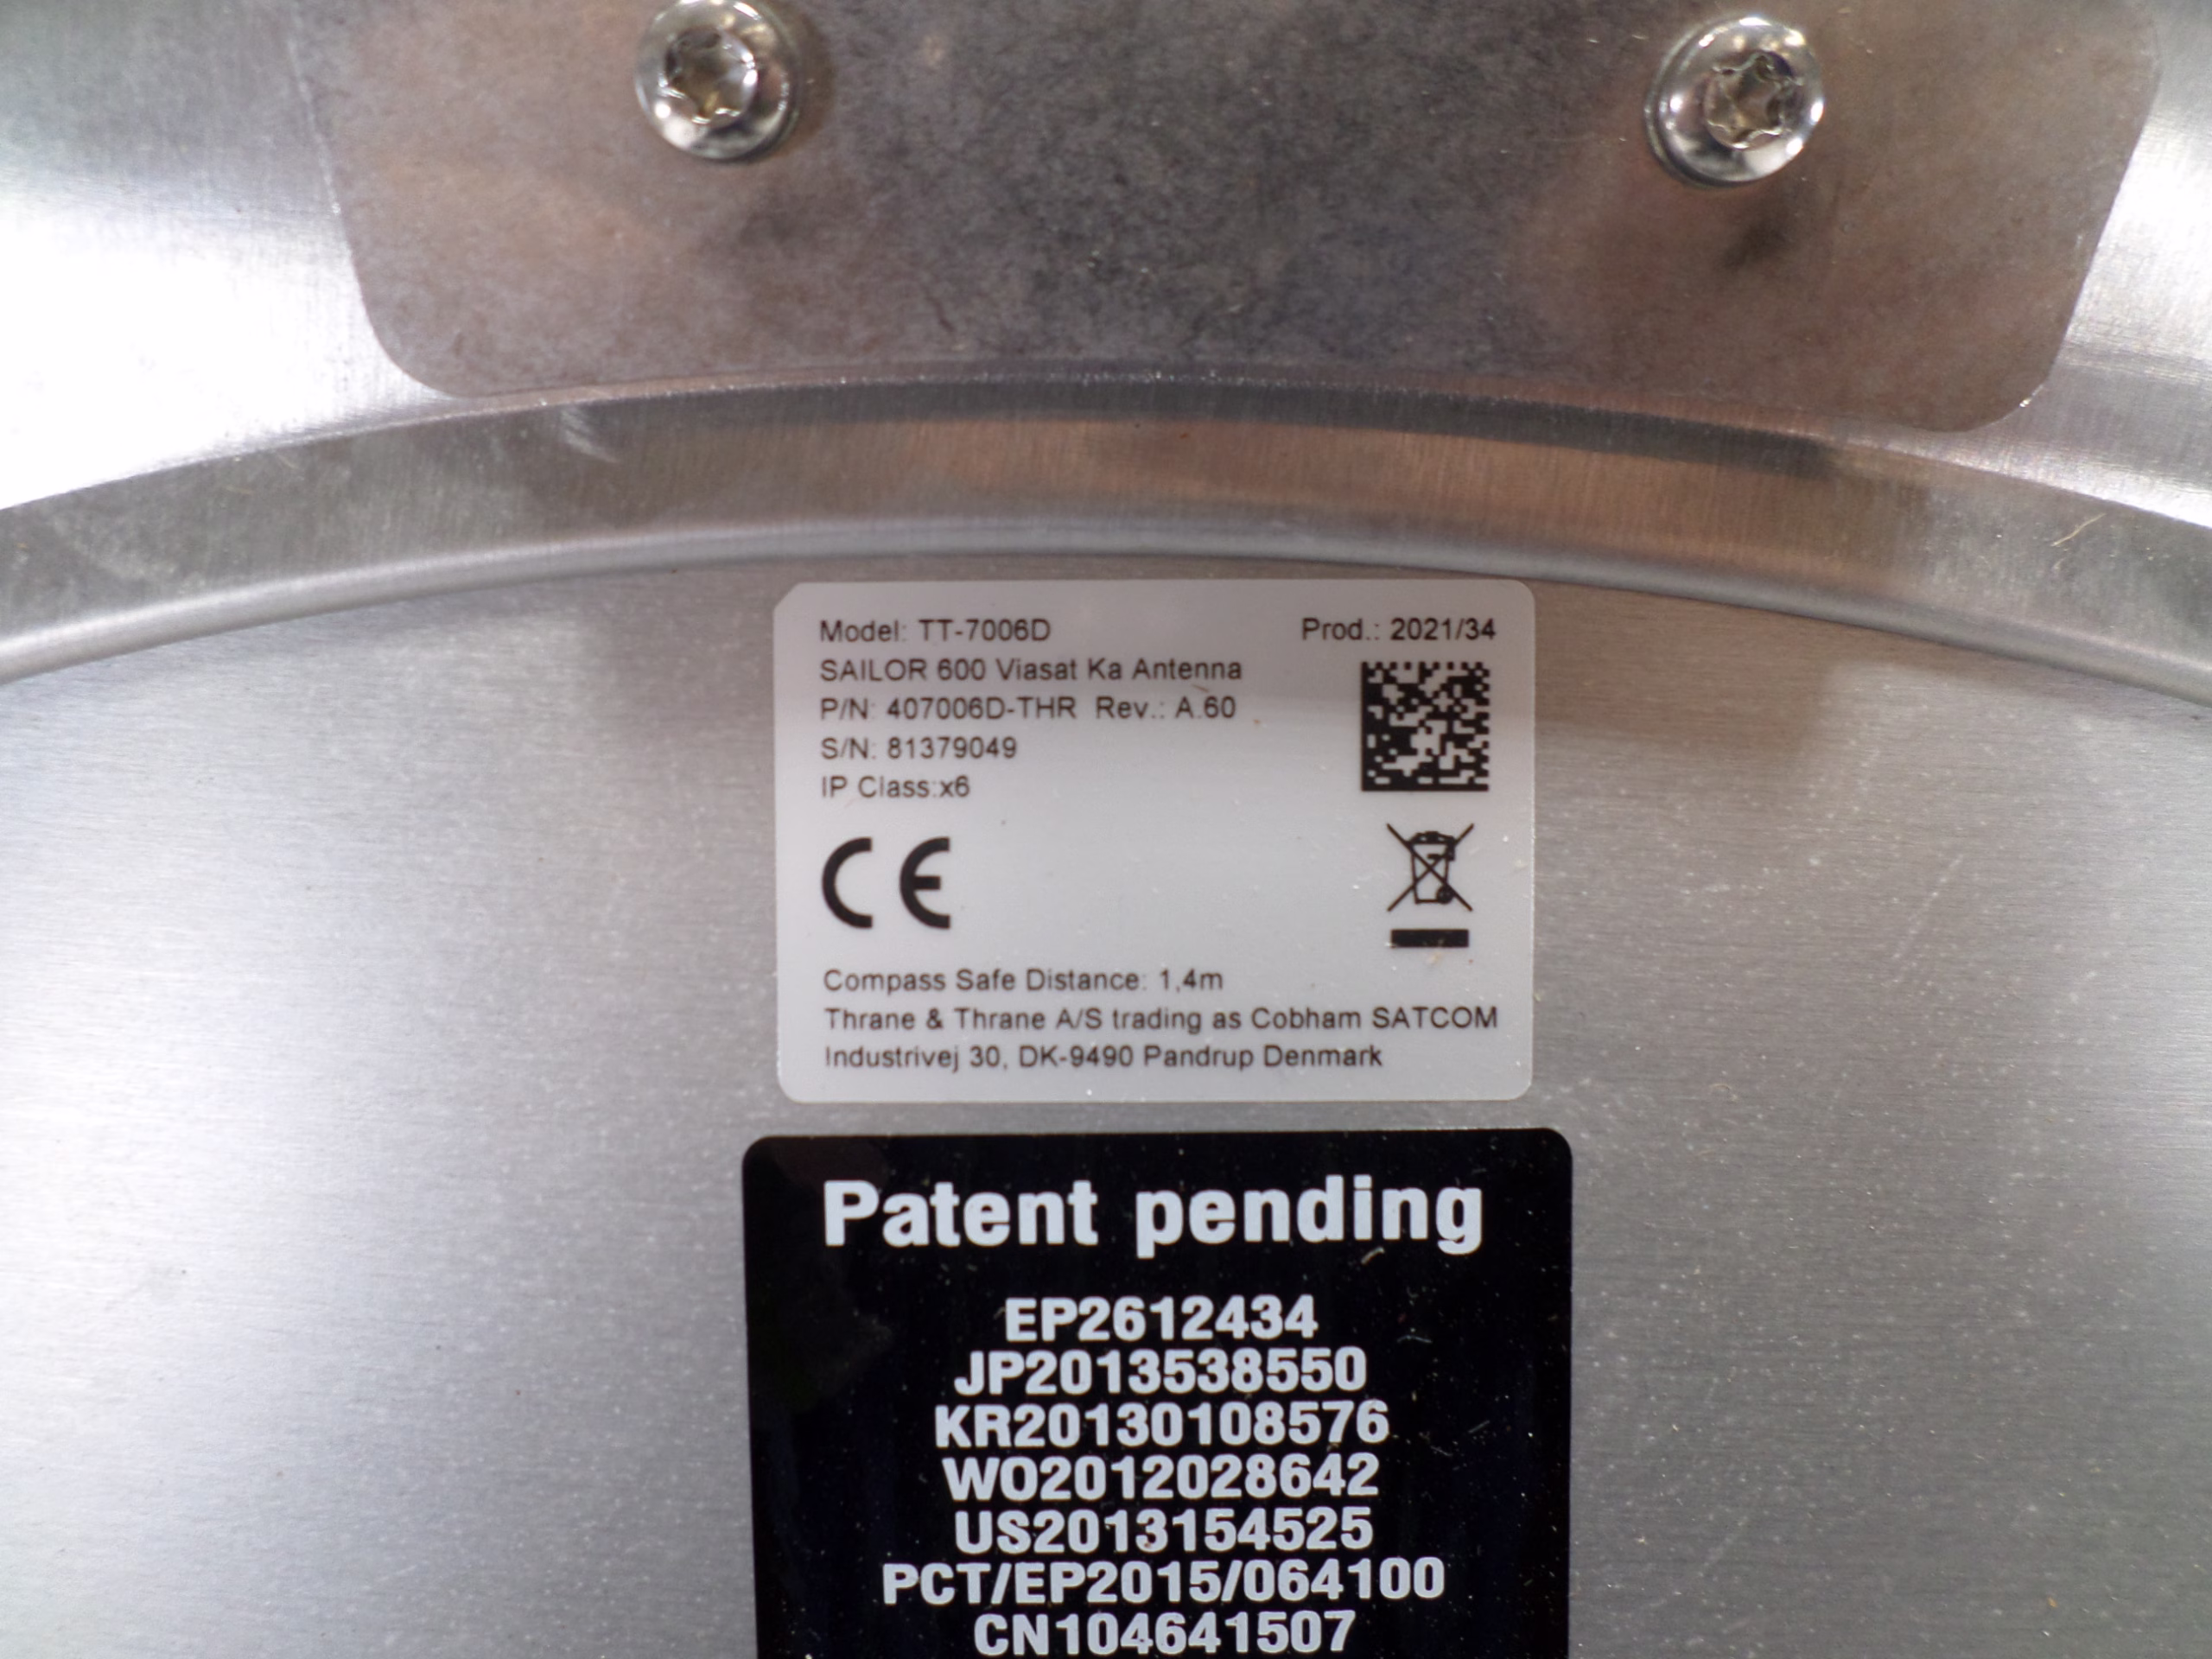 Model: TT-7006D Prod.: 2021/34
SAILOR 600 Viasat Ka Antenna
P/N: 407006D-THR Rev.: A.60
S/N: 81379049
IP Class:x6
CE
Compass Safe Distance: 1,4m
Thrane & Thrane A/S trading as Cobham SATCOM
Industrivej 30, DK-9490 Pandrup Denmark
Patent pending
EP2612434
JP2013538550
KR20130108576
WO2012028642
US2013154525
PCT/EP2015/064100
CN104641507